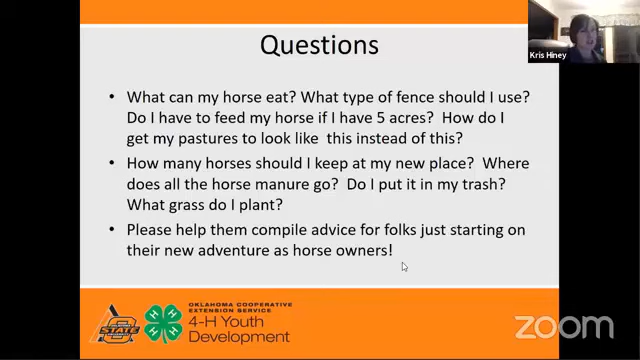 Questions
Kris Hiney
• What can my horse eat? What type of fence should I use?
Do I have to feed my horse if I have 5 acres? How do I
get my pastures to look like this instead of this?
• How many horses should I keep at my new place? Where
does all the horse manure go? Do I put it in my trash?
What grass do I plant?
• Please help them compile advice for folks just starting on
their new adventure as horse owners!
OKLAHOMA COOPERATIVE
EXTENSION SERVICE
4-H Youth
Development
STATE
H H H H
zoom